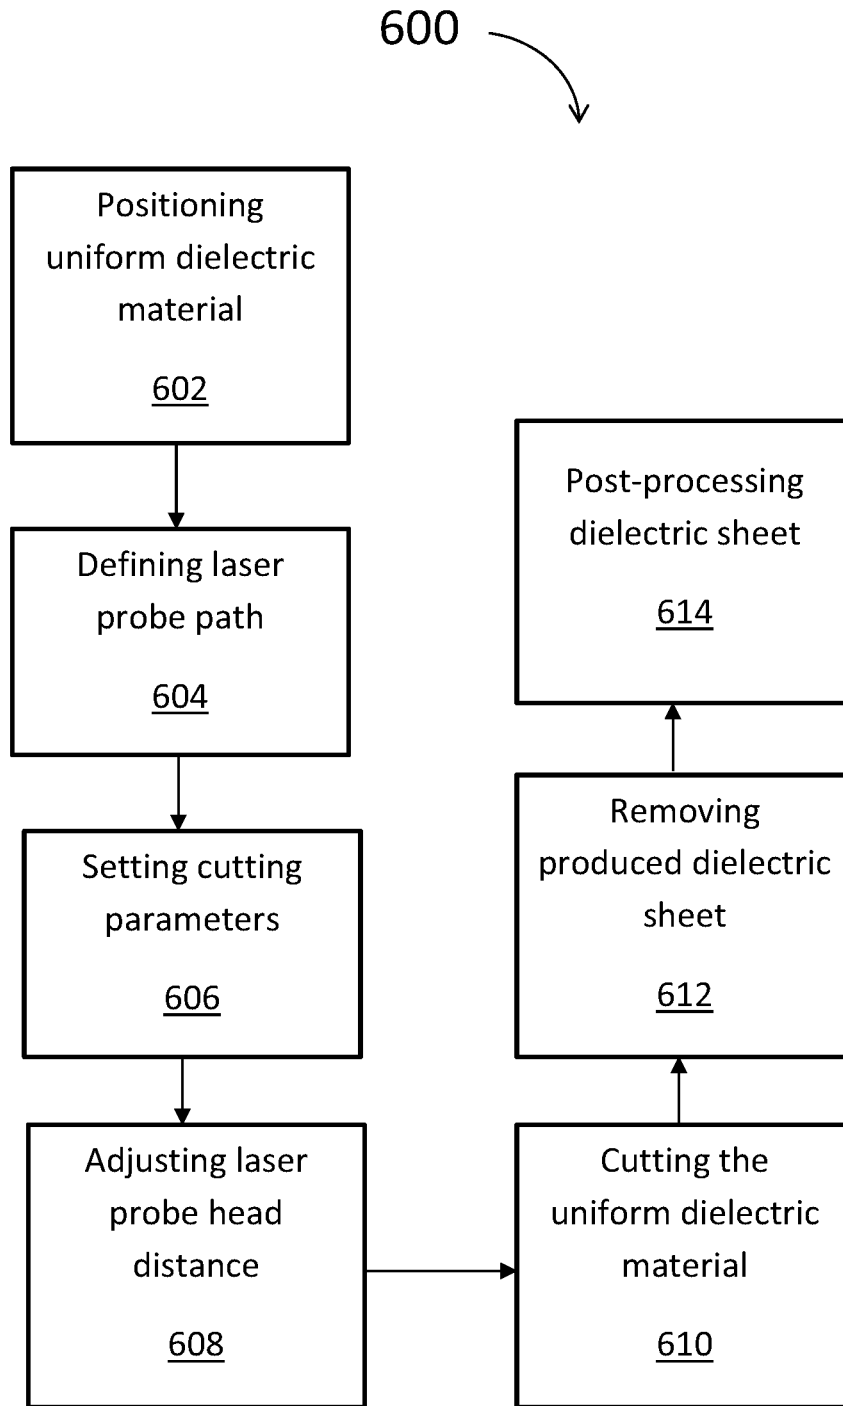 600
Positioning
uniform dielectric
material
602
Defining laser
probe path
604
Setting cutting
parameters
606
Adjusting laser
probe head
distance
608
Cutting the
uniform dielectric
material
610
Removing
produced dielectric
sheet
612
Post-processing
dielectric sheet
614